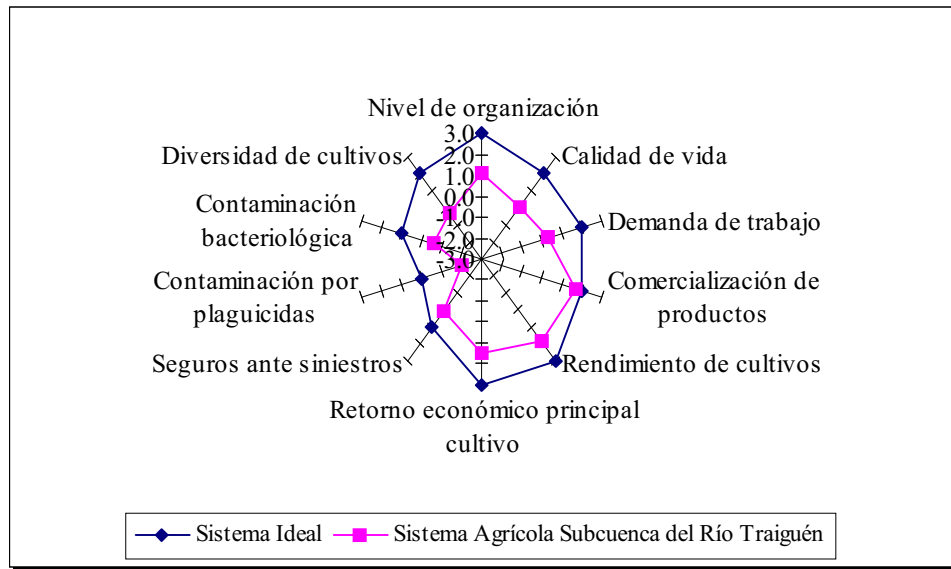 Nivel de organización
3.0
2.0
1.0
0.0
-1.0
-2.0
-3.0
Calidad de vida
Demanda de trabajo
Comercialización de
productos
Rendimiento de cultivos
Retorno económico principal
cultivo
Seguros ante siniestros
Contaminación por
plaguicidas
Contaminación
bacteriológica
Diversidad de cultivos
Sistema Ideal
Sistema Agrícola Subcuenca del Río Traiguén